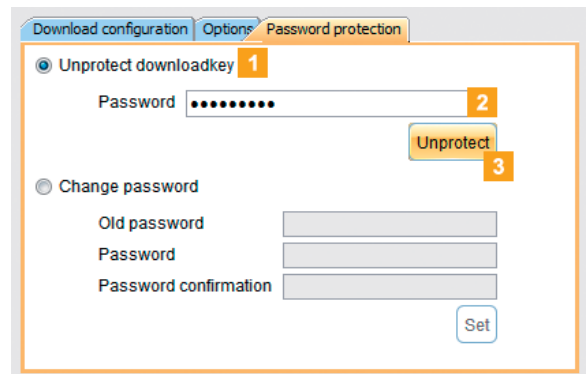 Download configuration Options Password protection
Unprotect downloadkey 1
Password ●●●●●●●●● 2
Unprotect
3
Change password
Old password
Password
Password confirmation
Set